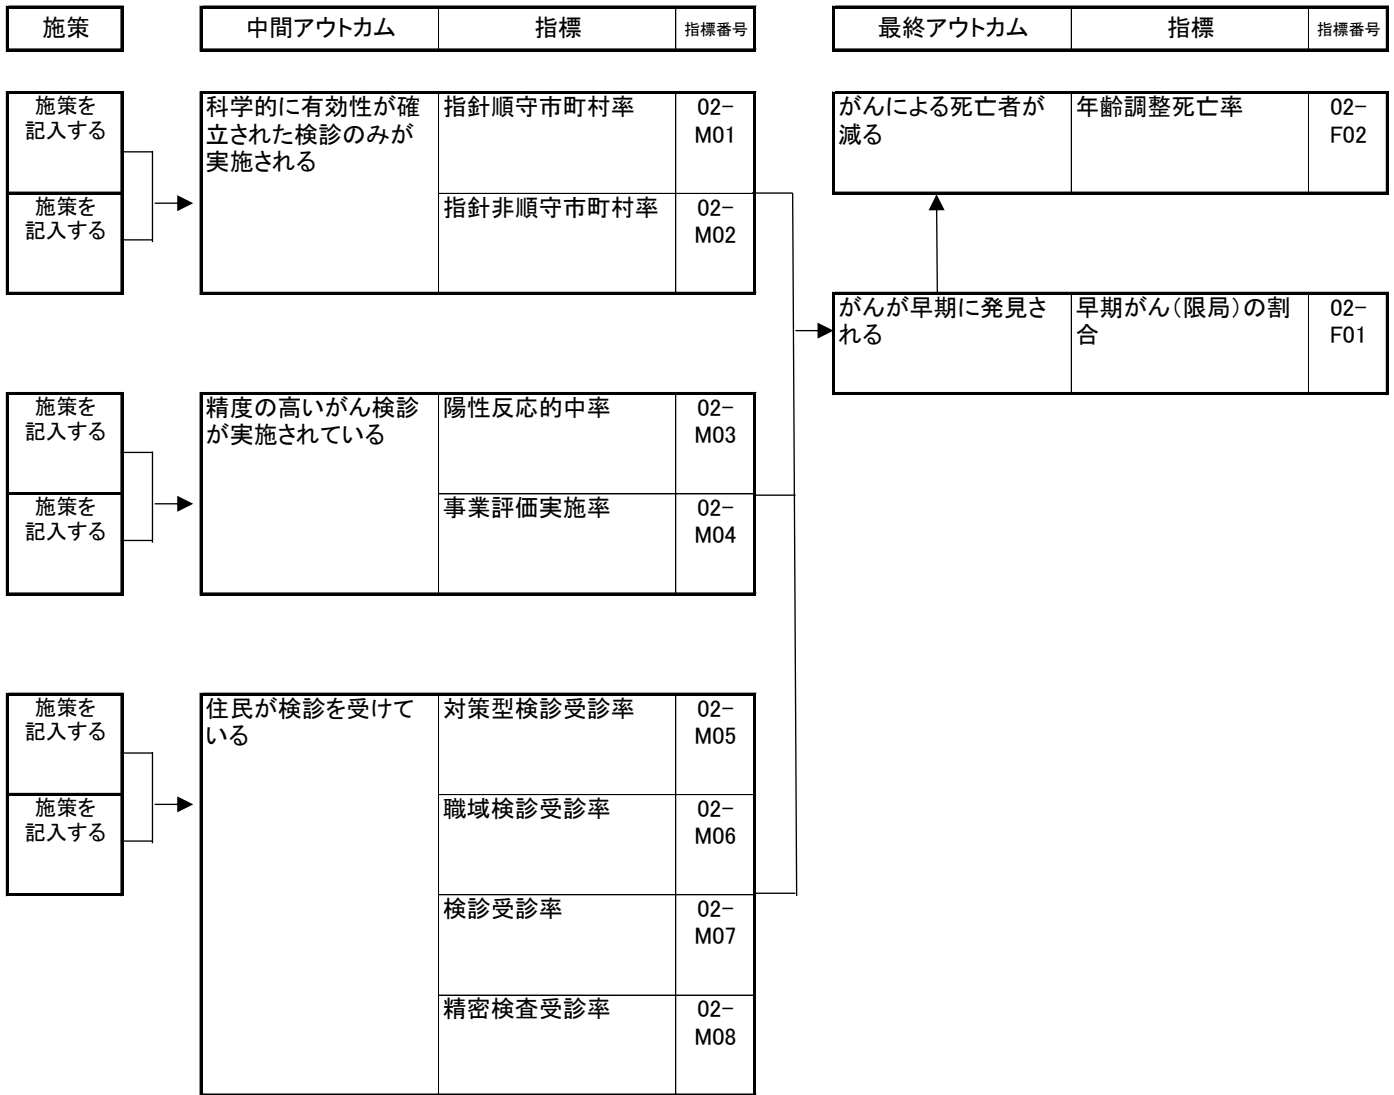 施策
中間アウトカム
指標
指標番号
最終アウトカム
指標
指標番号
施策を
記入する
施策を
記入する
科学的に有効性が確
立された検診のみが
実施される
指針順守市町村率
02-
M01
指針非順守市町村率
02-
M02
がんによる死亡者が
減る
年齢調整死亡率
02-
F02
がんが早期に発見さ
れる
早期がん(限局)の割
合
02-
F01
施策を
記入する
施策を
記入する
精度の高いがん検診
が実施されている
陽性反応的中率
02-
M03
事業評価実施率
02-
M04
施策を
記入する
施策を
記入する
住民が検診を受けて
いる
対策型検診受診率
02-
M05
職域検診受診率
02-
M06
検診受診率
02-
M07
精密検査受診率
02-
M08